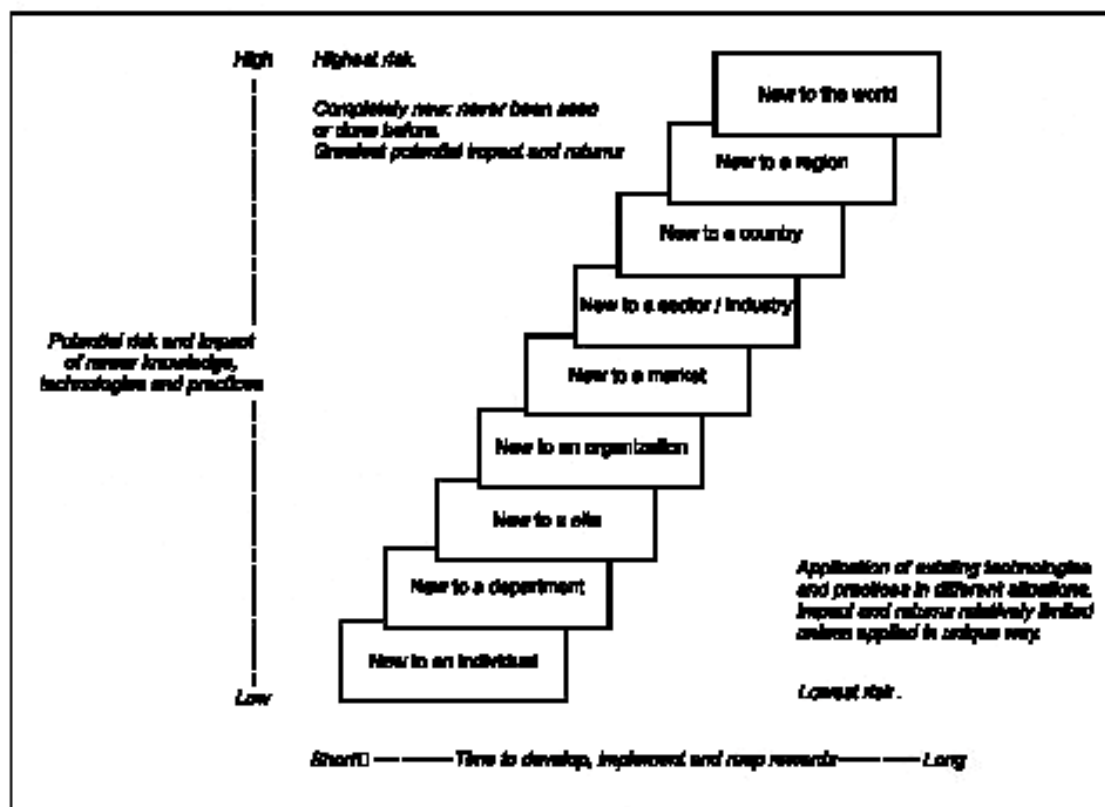 High
Highest risk.
Completely new: never been seen
or done before.
Greatest potential impact and returns
New to the world
New to a region
New to a country
New to a sector / industry
New to a market
New to an organization
New to a site
New to a department
New to an individual
Potential risk and impact
of newer knowledge,
technologies and practices
Application of existing technologies
and practices in different situations.
Impact and returns relatively limited
unless applied in unique way.
Lowest risk .
Low
Short Time to develop, implement and reap rewards Long